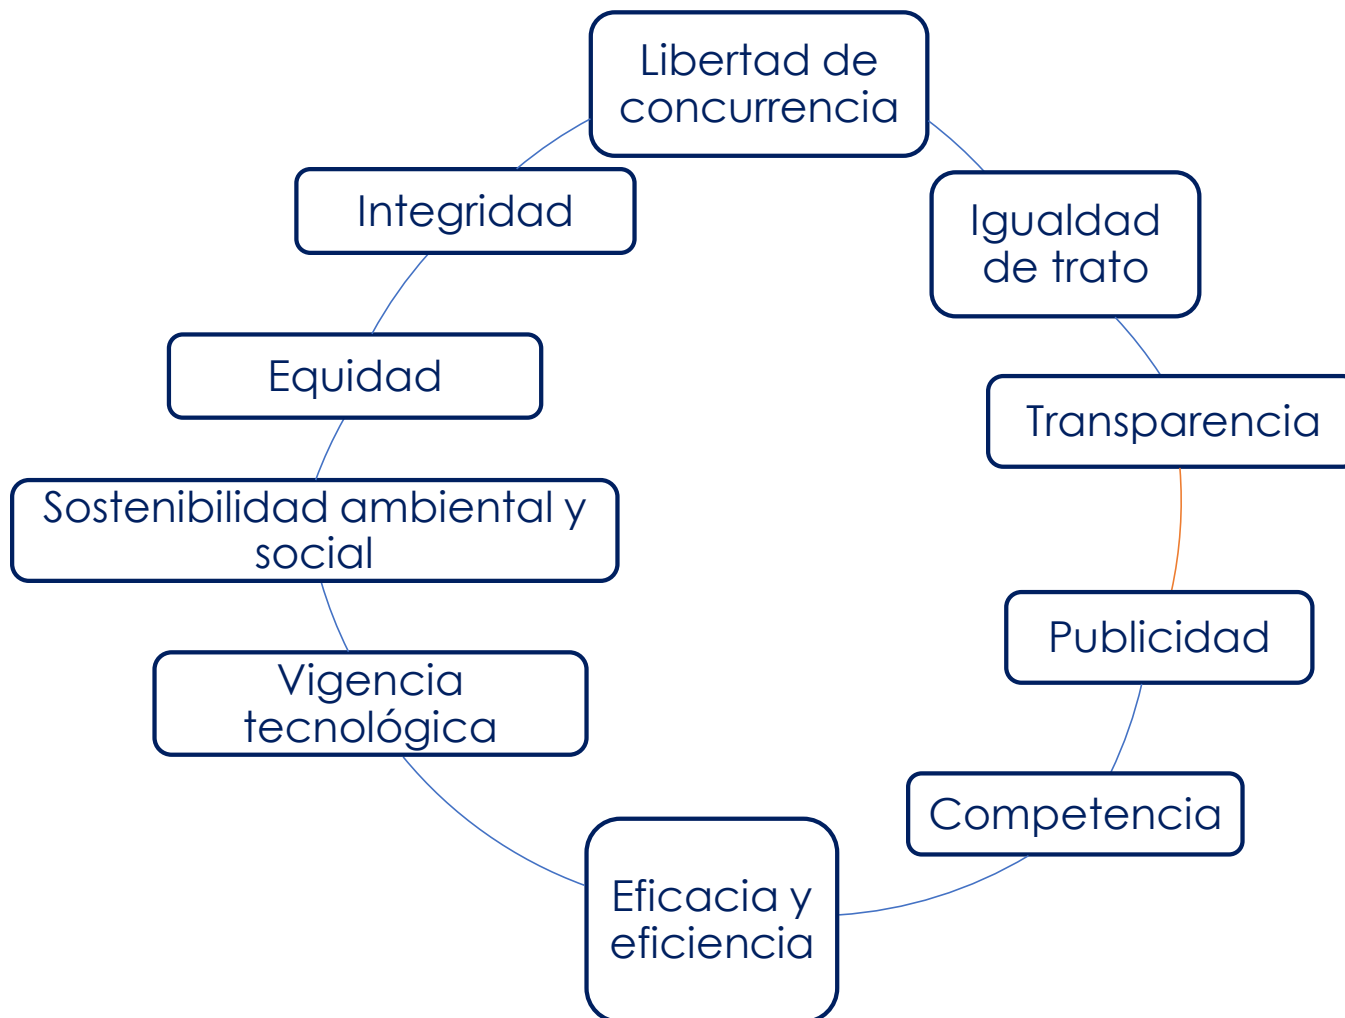 Libertad de
concurrencia
Igualdad
de trato
Transparencia
Publicidad
Competencia
Eficacia y
eficiencia
Vigencia
tecnológica
Sostenibilidad ambiental y
social
Equidad
Integridad